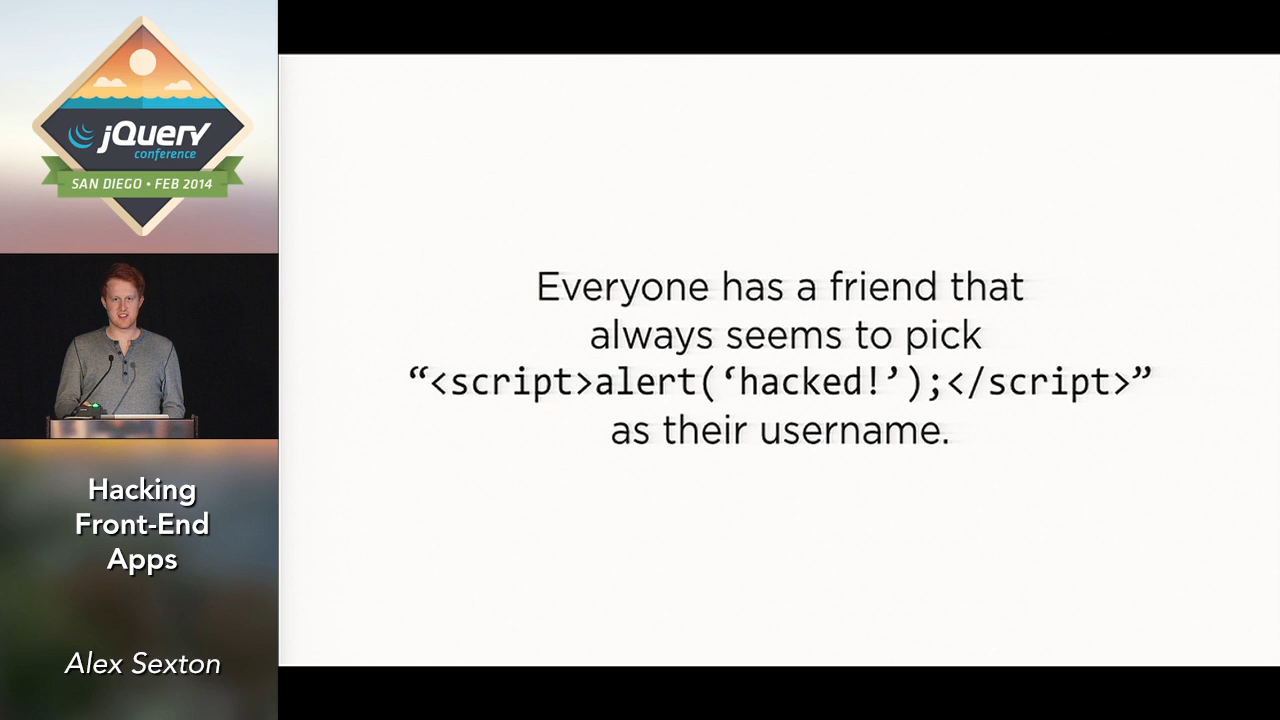 jQuery
conference
SAN DIEGO • FEB 2014
Hacking
Front-End
Apps
Alex Sexton
Everyone has a friend that
always seems to pick
“<script>alert(‘hacked!’);</script>”
as their username.